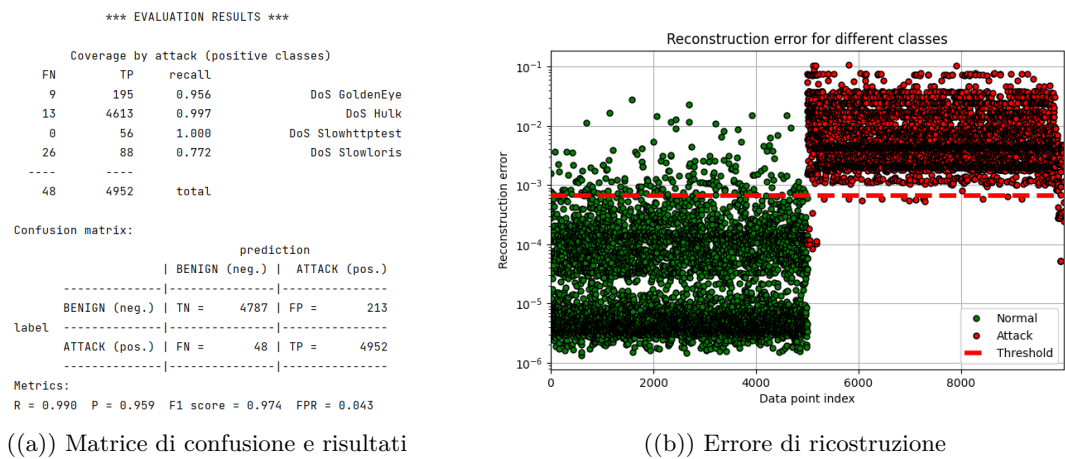 *** EVALUATION RESULTS ***
Coverage by attack (positive classes)
FN TP recall
9 195 0.956 DoS GoldenEye
13 4613 0.997 DoS Hulk
0 56 1.000 DoS Slowhttptest
26 88 0.772 DoS Slowloris
---- ----
48 4952 total
Confusion matrix:
prediction
| BENIGN (neg.) | ATTACK (pos.)
--------------|---------------|---------------
BENIGN (neg.) | TN = 4787 | FP = 213
label --------------|---------------|---------------
ATTACK (pos.) | FN = 48 | TP = 4952
--------------|---------------|---------------
Metrics:
R = 0.990 P = 0.959 F1 score = 0.974 FPR = 0.043
((a)) Matrice di confusione e risultati
Reconstruction error for different classes
Reconstruction error
10⁻¹
10⁻²
10⁻³
10⁻⁴
10⁻⁵
10⁻⁶
0 2000 4000 6000 8000
Data point index
Normal
Attack
Threshold
((b)) Errore di ricostruzione